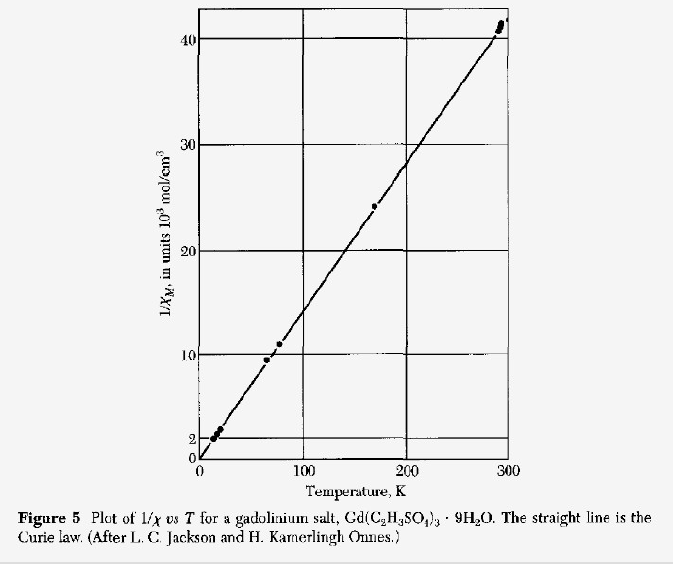 40
30
20
10
2
0
1/χ_M, in units 10³ mol/cm³
0 100 200 300
Temperature, K
Figure 5 Plot of 1/χ vs T for a gadolinium salt, Gd(C₂H₃SO₄)₃ · 9H₂O. The straight line is the
Curie law. (After L. C. Jackson and H. Kamerlingh Onnes.)